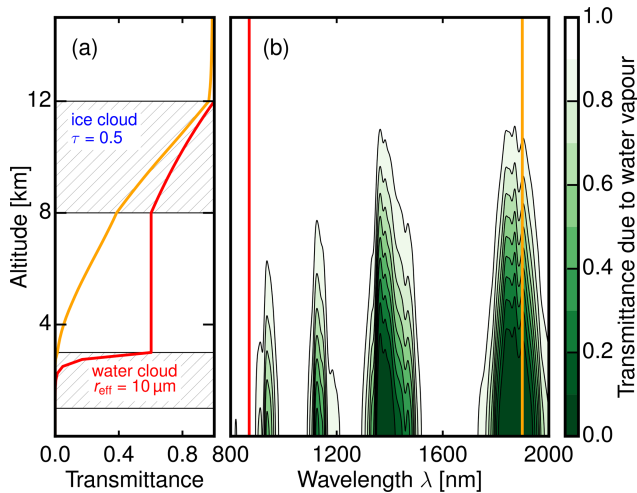 (a)
(b)
ice cloud
τ = 0.5
water cloud
r_eff = 10 μm
12
8
4
Altitude [km]
0.0 0.4 0.8
Transmittance
800 1200 1600 2000
Wavelength λ [nm]
1.0
0.8
0.6
0.4
0.2
0.0
Transmittance due to water vapour